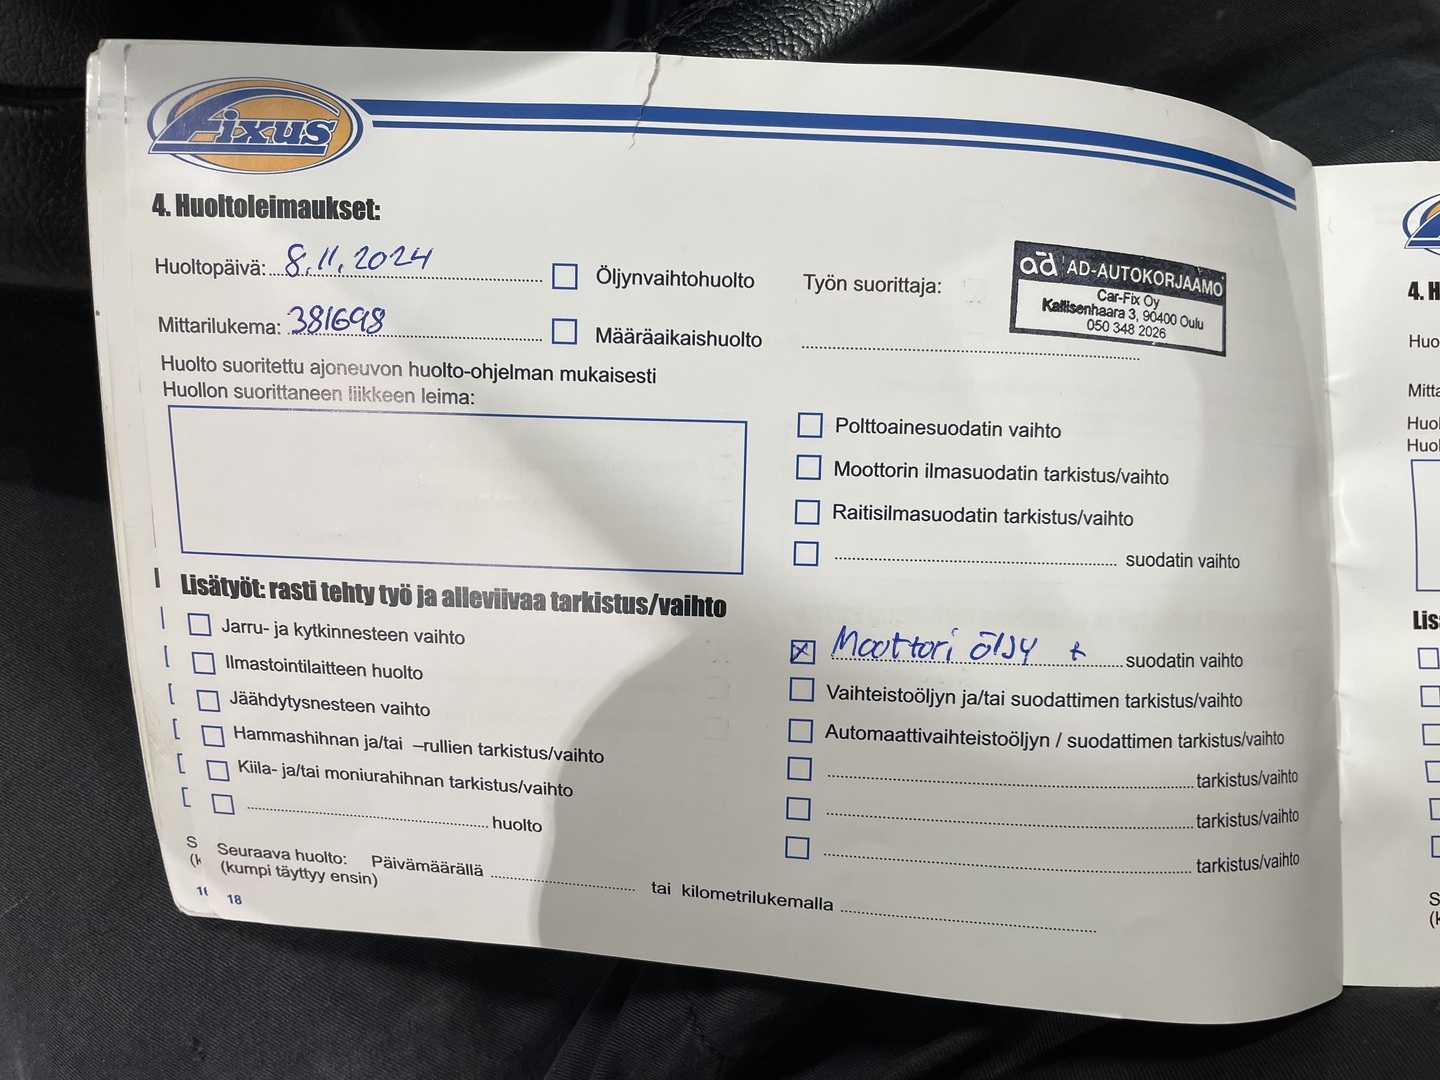 Fixus
4. Huoltoleimaukset:
Huoltopäivä: 8.11.2024
Öljynvaihtohuolto
Mittarilukema: 381698
Määräaikaishuolto
Huolto suoritettu ajoneuvon huolto-ohjelman mukaisesti
Huollon suorittaneen liikkeen leima:
Työn suorittaja:
ad AD-AUTOKORJAAMO
Car-Fix Oy
Kallisenhaara 3, 90400 Oulu
050 348 2026
Polttoainesuodatin vaihto
Moottorin ilmasuodatin tarkistus/vaihto
Raitisilmasuodatin tarkistus/vaihto
suodatin vaihto
Lisätyöt: rasti tehty työ ja alleviivaa tarkistus/vaihto
Jarru- ja kytkinnesteen vaihto
Ilmastointilaitteen huolto
Jäähdytysnesteen vaihto
Hammashihnan ja/tai –rullien tarkistus/vaihto
Kiila- ja/tai moniurahihnan tarkistus/vaihto
huolto
Moottori öljy + suodatin vaihto
Vaihteistoöljyn ja/tai suodattimen tarkistus/vaihto
Automaattivaihteistoöljyn / suodattimen tarkistus/vaihto
tarkistus/vaihto
tarkistus/vaihto
tarkistus/vaihto
Seuraava huolto: Päivämäärällä tai kilometrilukemalla
(kumpi täyttyy ensin)
18
S
(k
4. H
Huo
Mitta
Huol
Huol
Lisä
S
(k